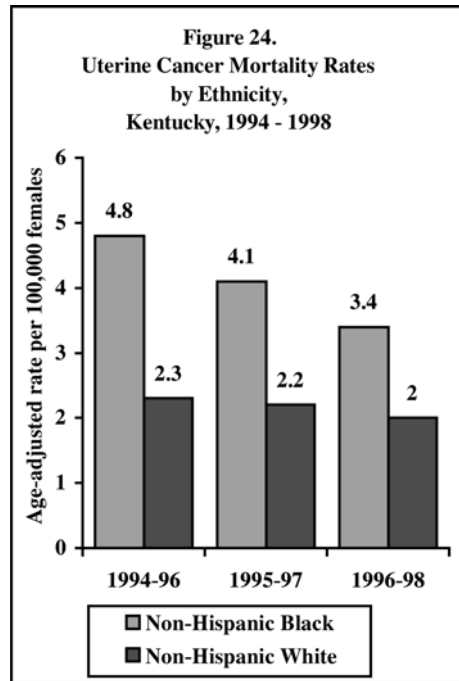 Figure 24.
Uterine Cancer Mortality Rates
by Ethnicity,
Kentucky, 1994 - 1998
Age-adjusted rate per 100,000 females
6
5
4
3
2
1
0
4.8
2.3
4.1
2.2
3.4
2
1994-96 1995-97 1996-98
Non-Hispanic Black
Non-Hispanic White